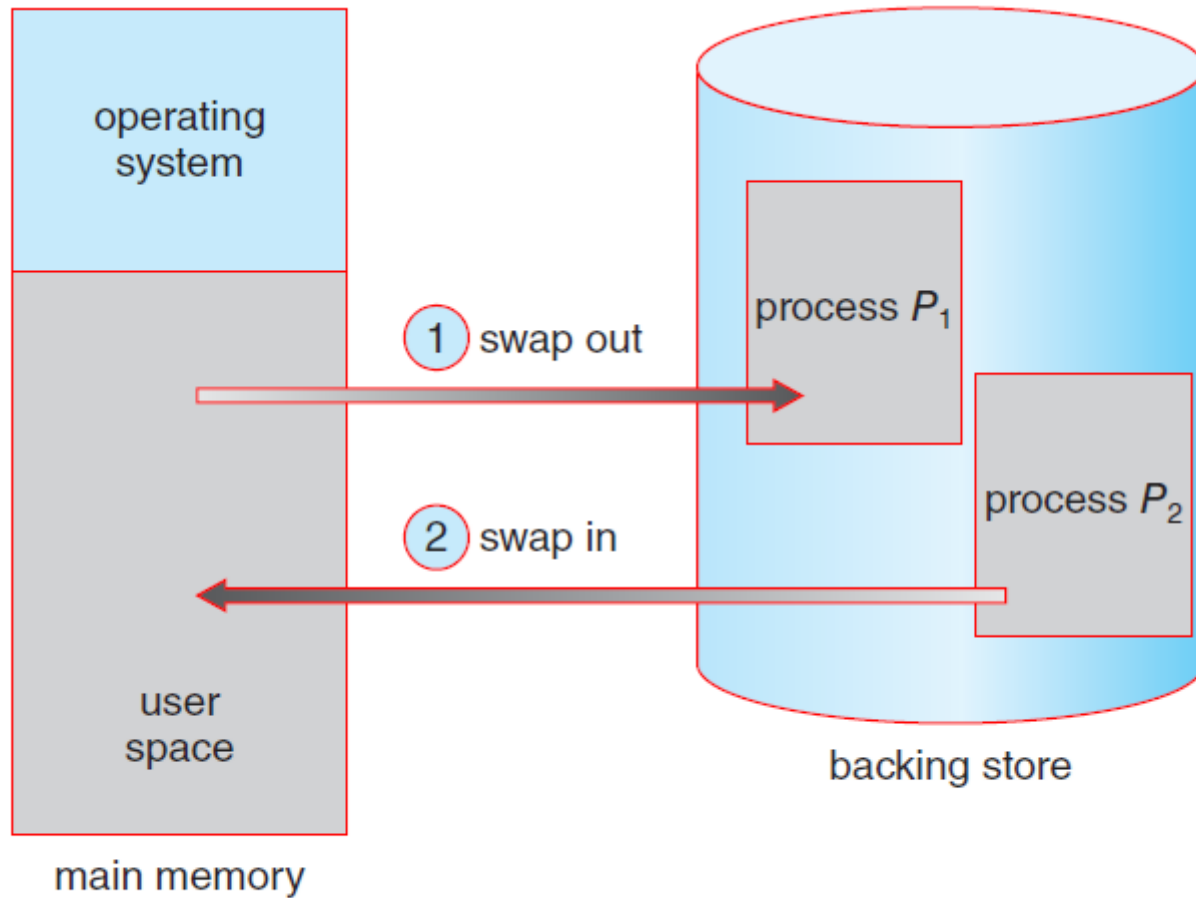 operating
system
process P₁
1 swap out
process P₂
2 swap in
user
space
backing store
main memory